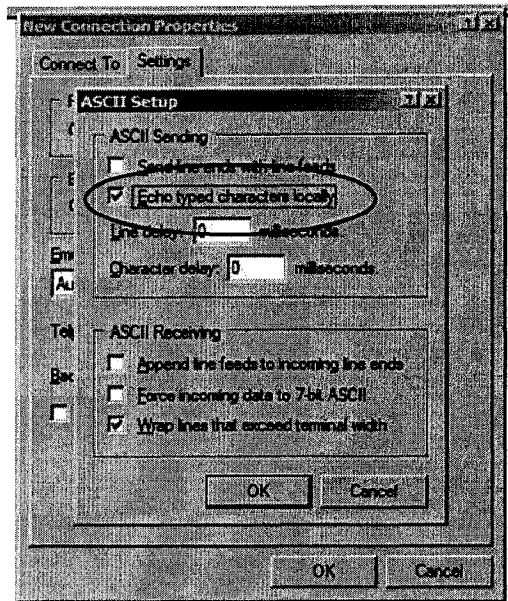 New Connection Properties
Connect To Settings
ASCII Setup
ASCII Sending
Send line ends with line feeds
Echo typed characters locally
Line delay: 0 milliseconds.
Character delay: 0 milliseconds.
Au
ASCII Receiving
Append line feeds to incoming line ends
Force incoming data to 7-bit ASCII
Wrap lines that exceed terminal width
OK Cancel
OK Cancel